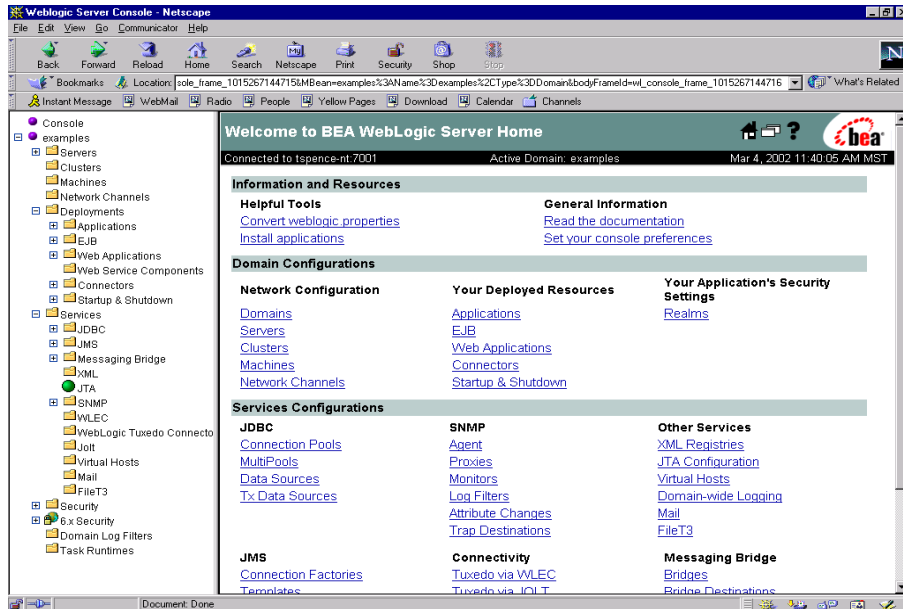 Weblogic Server Console - Netscape
File Edit View Go Communicator Help
Back Forward Reload Home Search Netscape Print Security Shop Stop
My
N
Bookmarks Location: sole_frame_1015267144715&MBean=examples%3AName%3Dexamples%2CType%3DDomain&bodyFrameId=wl_console_frame_1015267144716 What's Related
Instant Message WebMail Radio People Yellow Pages Download Calendar Channels
Console
examples
Servers
Clusters
Machines
Network Channels
Deployments
Applications
EJB
Web Applications
Web Service Components
Connectors
Startup & Shutdown
Services
JDBC
JMS
Messaging Bridge
XML
JTA
SNMP
WLEC
WebLogic Tuxedo Connecto
Jolt
Virtual Hosts
Mail
FileT3
Security
6.x Security
Domain Log Filters
Task Runtimes
Welcome to BEA WebLogic Server Home
?
bea
Connected to tspence-nt:7001 Active Domain: examples Mar 4, 2002 11:40:05 AM MST
Information and Resources
Helpful Tools General Information
Convert weblogic.properties Read the documentation
Install applications Set your console preferences
Domain Configurations
Network Configuration Your Deployed Resources Your Application's Security
Settings
Domains Applications Realms
Servers EJB
Clusters Web Applications
Machines Connectors
Network Channels Startup & Shutdown
Services Configurations
JDBC SNMP Other Services
Connection Pools Agent XML Registries
MultiPools Proxies JTA Configuration
Data Sources Monitors Virtual Hosts
Tx Data Sources Log Filters Domain-wide Logging
Attribute Changes Mail
Trap Destinations FileT3
JMS Connectivity Messaging Bridge
Connection Factories Tuxedo via WLEC Bridges
Templates Tuxedo via JOLT Bridge Destinations
Document: Done